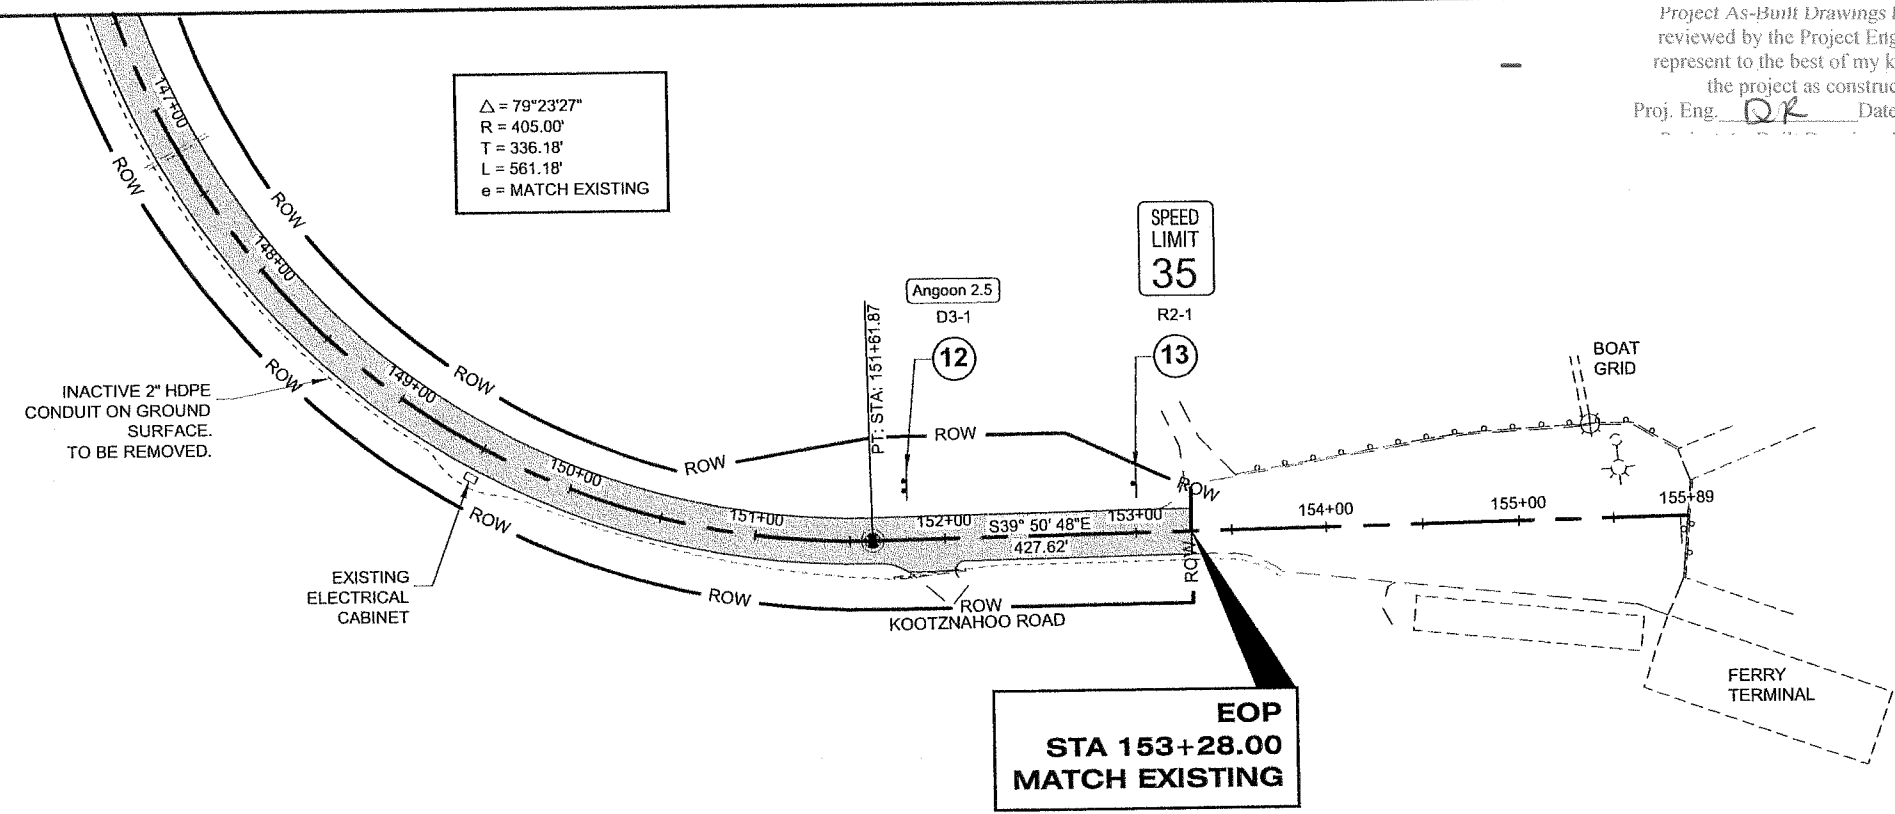 Project As-Built Drawings
reviewed by the Project Eng
represent to the best of my k
the project as construc
Proj. Eng. DR Date
147+00
Δ = 79°23'27"
R = 405.00'
T = 336.18'
L = 561.18'
e = MATCH EXISTING
ROW
ROW
148+00
SPEED
LIMIT
35
R2-1
13
Angoon 2.5
D3-1
12
PT: STA: 151+61.87
BOAT
GRID
ROW
ROW
149+00
INACTIVE 2" HDPE
CONDUIT ON GROUND
SURFACE.
TO BE REMOVED.
ROW
ROW
150+00
ROW
ROW
151+00
152+00
S39° 50' 48"E
427.62'
153+00
154+00
155+00
155+89
ROW
EXISTING
ELECTRICAL
CABINET
ROW
ROW
KOOTZNAHOO ROAD
FERRY
TERMINAL
EOP
STA 153+28.00
MATCH EXISTING